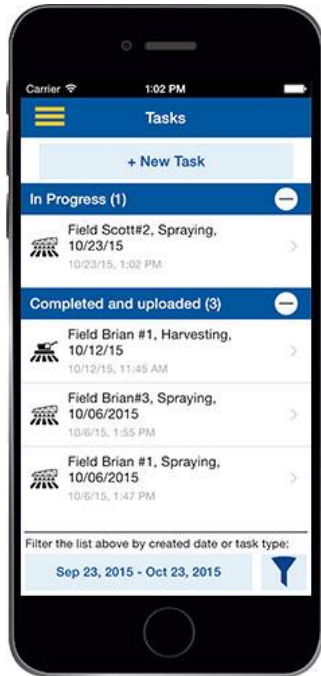 Carrier 1:02 PM
Tasks
+ New Task
In Progress (1)
Field Scott#2, Spraying,
10/23/15
10/23/15, 1:02 PM
Completed and uploaded (3)
Field Brian #1, Harvesting,
10/12/15
10/12/15, 11:45 AM
Field Brian#3, Spraying,
10/06/2015
10/6/15, 1:55 PM
Field Brian #1, Spraying,
10/06/2015
10/6/15, 1:47 PM
Filter the list above by created date or task type:
Sep 23, 2015 - Oct 23, 2015